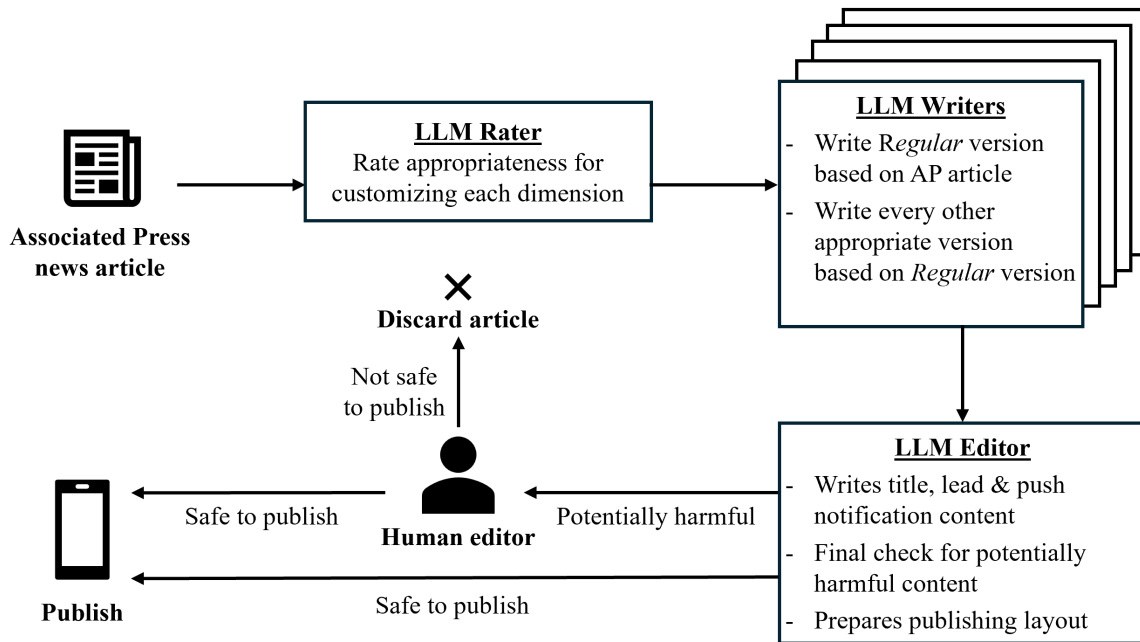 LLM Rater
Rate appropriateness for
customizing each dimension
LLM Writers
- Write Regular version
based on AP article
- Write every other
appropriate version
based on Regular version
Associated Press
news article
Discard article
Not safe
to publish
LLM Editor
- Writes title, lead & push
notification content
- Final check for potentially
harmful content
- Prepares publishing layout
Potentially harmful
Human editor
Safe to publish
Safe to publish
Publish